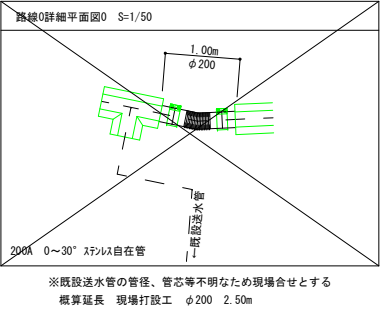 路線0詳細平面図0 S=1/50
1.00m
φ200
←既設送水管
200A 0～30° ｽﾃﾝﾚｽ自在管
※既設送水管の管径、管芯等不明なため現場合せとする
概算延長 現場打設工 φ200 2.50m